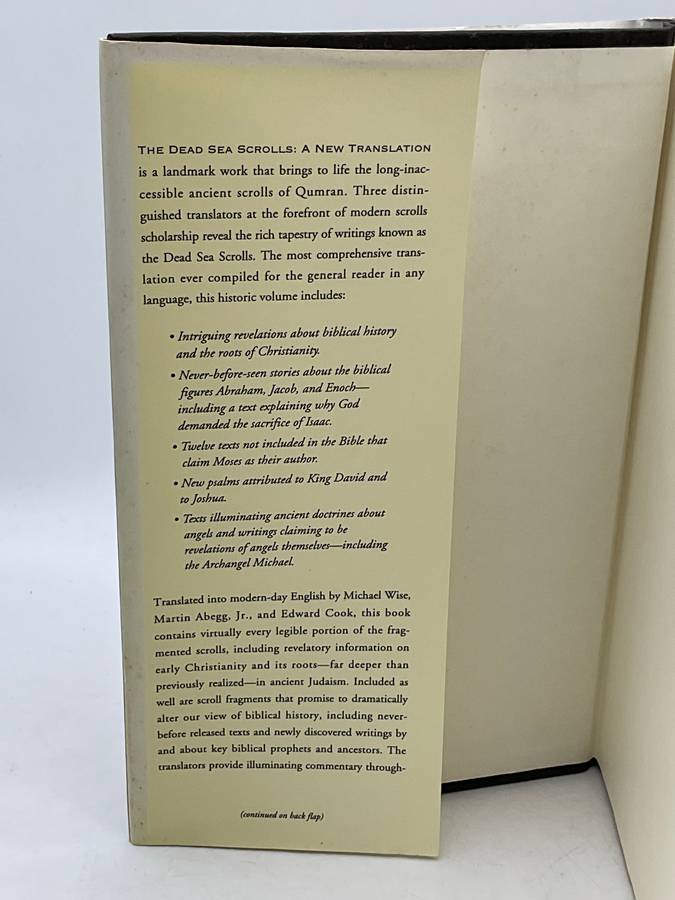 THE DEAD SEA SCROLLS: A NEW TRANSLATION
is a landmark work that brings to life the long-inac-
cessible ancient scrolls of Qumran. Three distin-
guished translators at the forefront of modern scrolls
scholarship reveal the rich tapestry of writings known as
the Dead Sea Scrolls. The most comprehensive trans-
lation ever compiled for the general reader in any
language, this historic volume includes:
• Intriguing revelations about biblical history
and the roots of Christianity.
• Never-before-seen stories about the biblical
figures Abraham, Jacob, and Enoch—
including a text explaining why God
demanded the sacrifice of Isaac.
• Twelve texts not included in the Bible that
claim Moses as their author.
• New psalms attributed to King David and
to Joshua.
• Texts illuminating ancient doctrines about
angels and writings claiming to be
revelations of angels themselves—including
the Archangel Michael.
Translated into modern-day English by Michael Wise,
Martin Abegg, Jr., and Edward Cook, this book
contains virtually every legible portion of the frag-
mented scrolls, including revelatory information on
early Christianity and its roots—far deeper than
previously realized—in ancient Judaism. Included as
well are scroll fragments that promise to dramatically
alter our view of biblical history, including never-
before released texts and newly discovered writings by
and about key biblical prophets and ancestors. The
translators provide illuminating commentary through-
(continued on back flap)